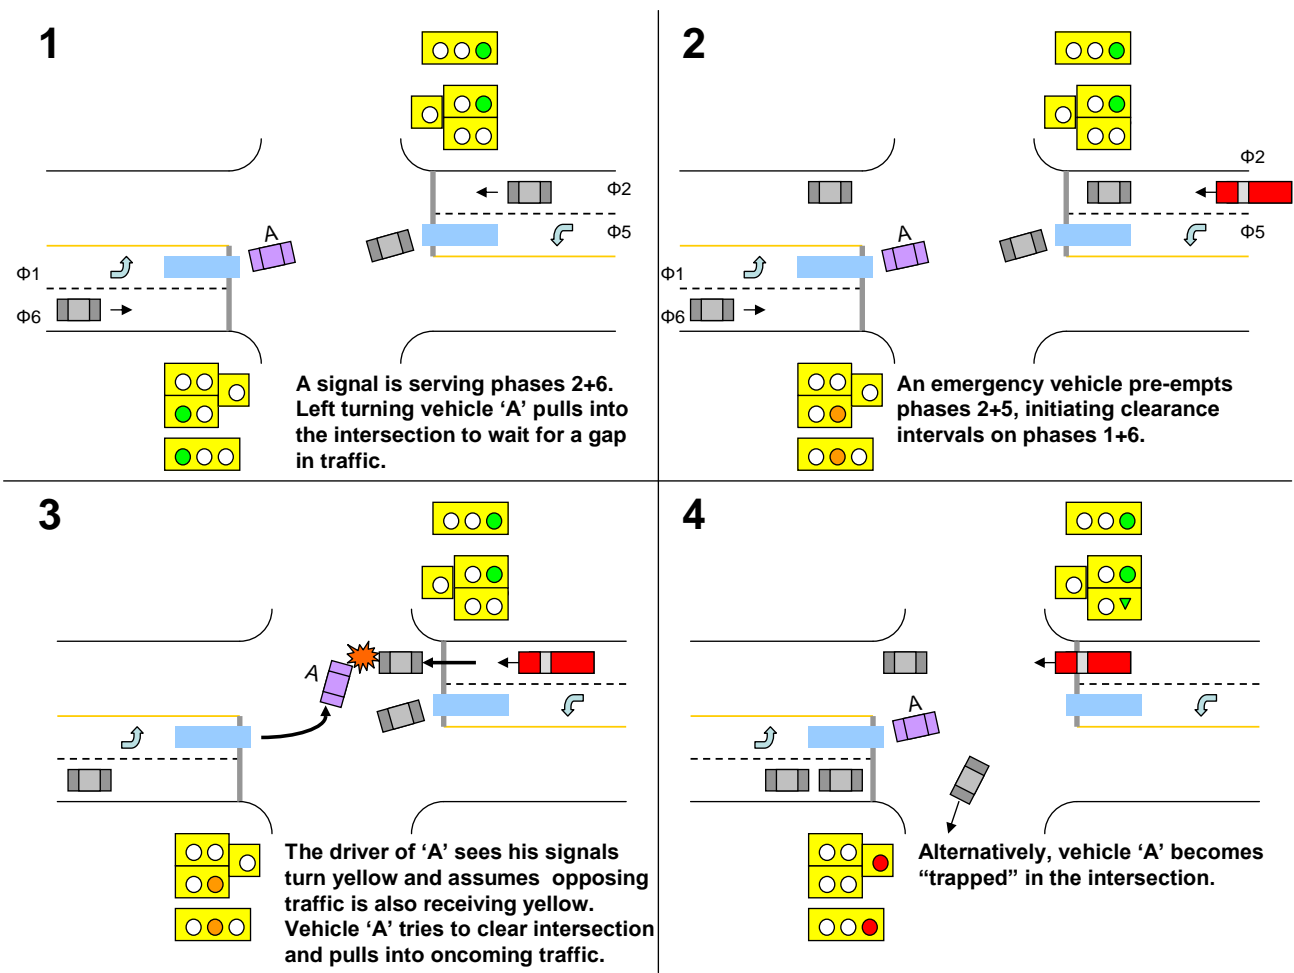 1
Φ2
A
Φ5
Φ1
Φ6
A signal is serving phases 2+6.
Left turning vehicle ‘A’ pulls into
the intersection to wait for a gap
in traffic.
2
Φ2
A
Φ5
Φ1
Φ6
An emergency vehicle pre-empts
phases 2+5, initiating clearance
intervals on phases 1+6.
3
A
The driver of ‘A’ sees his signals
turn yellow and assumes  opposing
traffic is also receiving yellow.
Vehicle ‘A’ tries to clear intersection
and pulls into oncoming traffic.
4
A
Alternatively, vehicle ‘A’ becomes
“trapped” in the intersection.